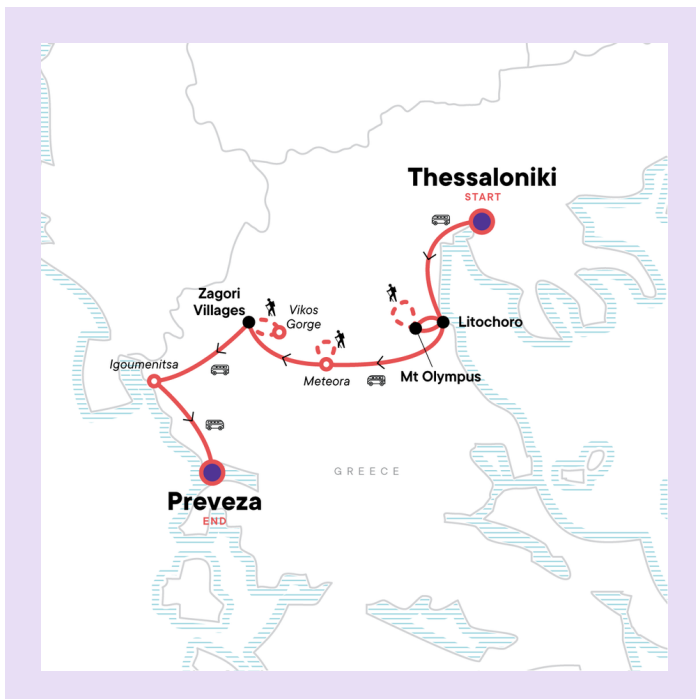 Thessaloniki
START
Zagori
Villages
Vikos
Gorge
Litochoro
Igoumenitsa
Meteora
Mt Olympus
GREECE
Preveza
END